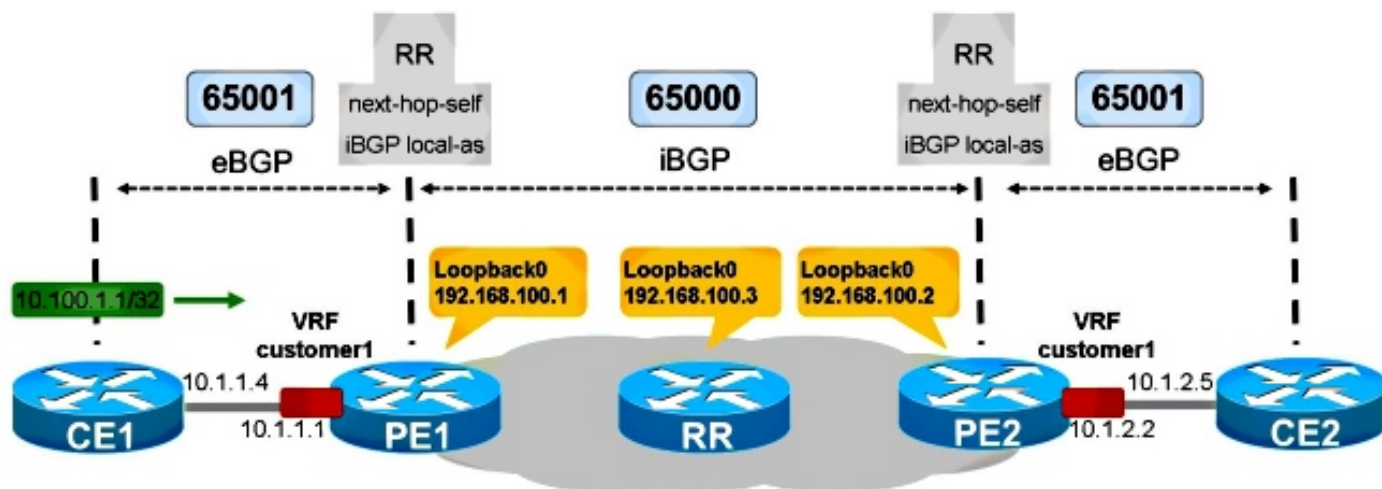 RR
next-hop-self
iBGP local-as
RR
next-hop-self
iBGP local-as
65001
65000
65001
eBGP
iBGP
eBGP
Loopback0
192.168.100.1
Loopback0
192.168.100.3
Loopback0
192.168.100.2
10.100.1.1/32
VRF
customer1
VRF
customer1
10.1.1.4
10.1.1.1
10.1.2.5
10.1.2.2
CE1
PE1
RR
PE2
CE2